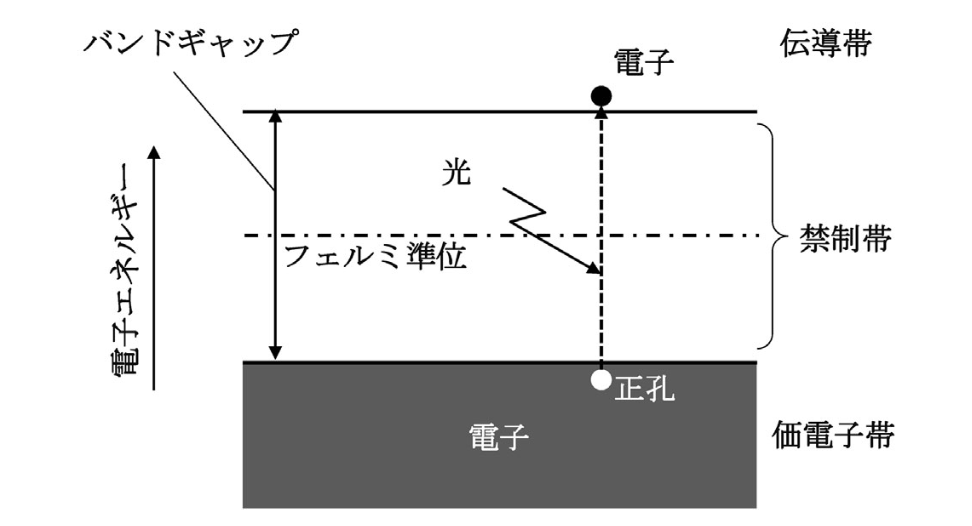 バンドギャップ
伝導帯
電子
光
電子エネルギー
フェルミ準位
禁制帯
正孔
電子
価電子帯